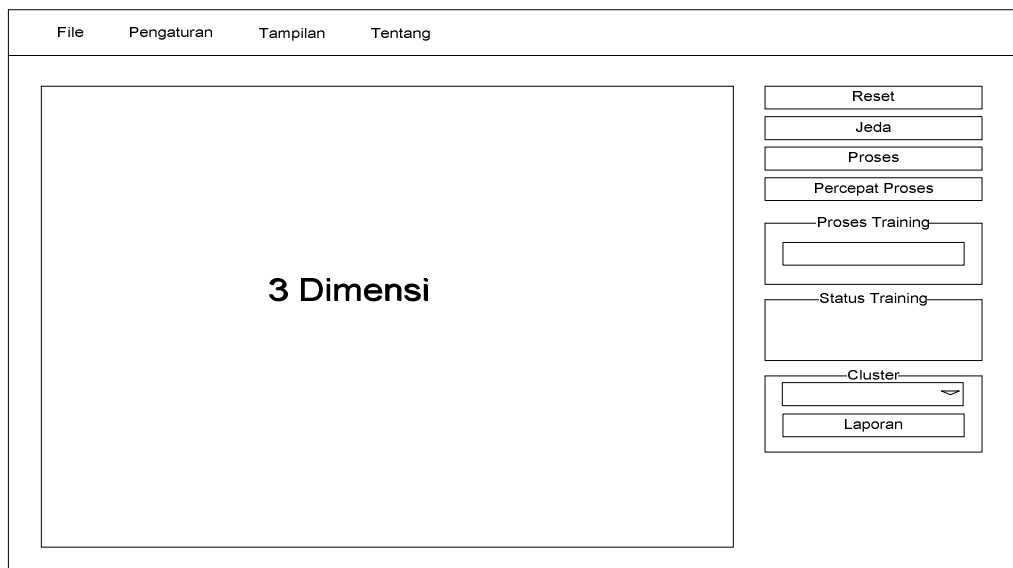 File Pengaturan Tampilan Tentang
3 Dimensi
Reset
Jeda
Proses
Percepat Proses
Proses Training
Status Training
Cluster
Laporan